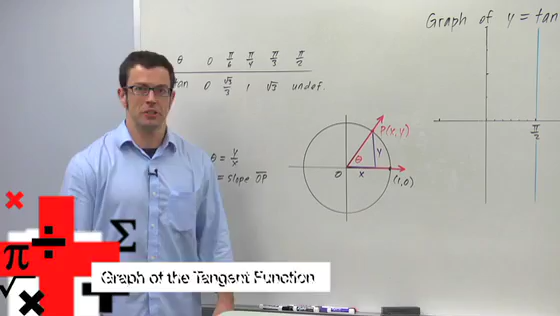 Graph of y = tan
θ 0 π/6 π/4 π/3 π/2
tan 0 √3/3 1 √3 undef.
P(x,y)
θ = y/x
= slope OP
θ
y
O
x
(1,0)
π/2
π ÷ Σ
√ × +
Graph of the Tangent Function